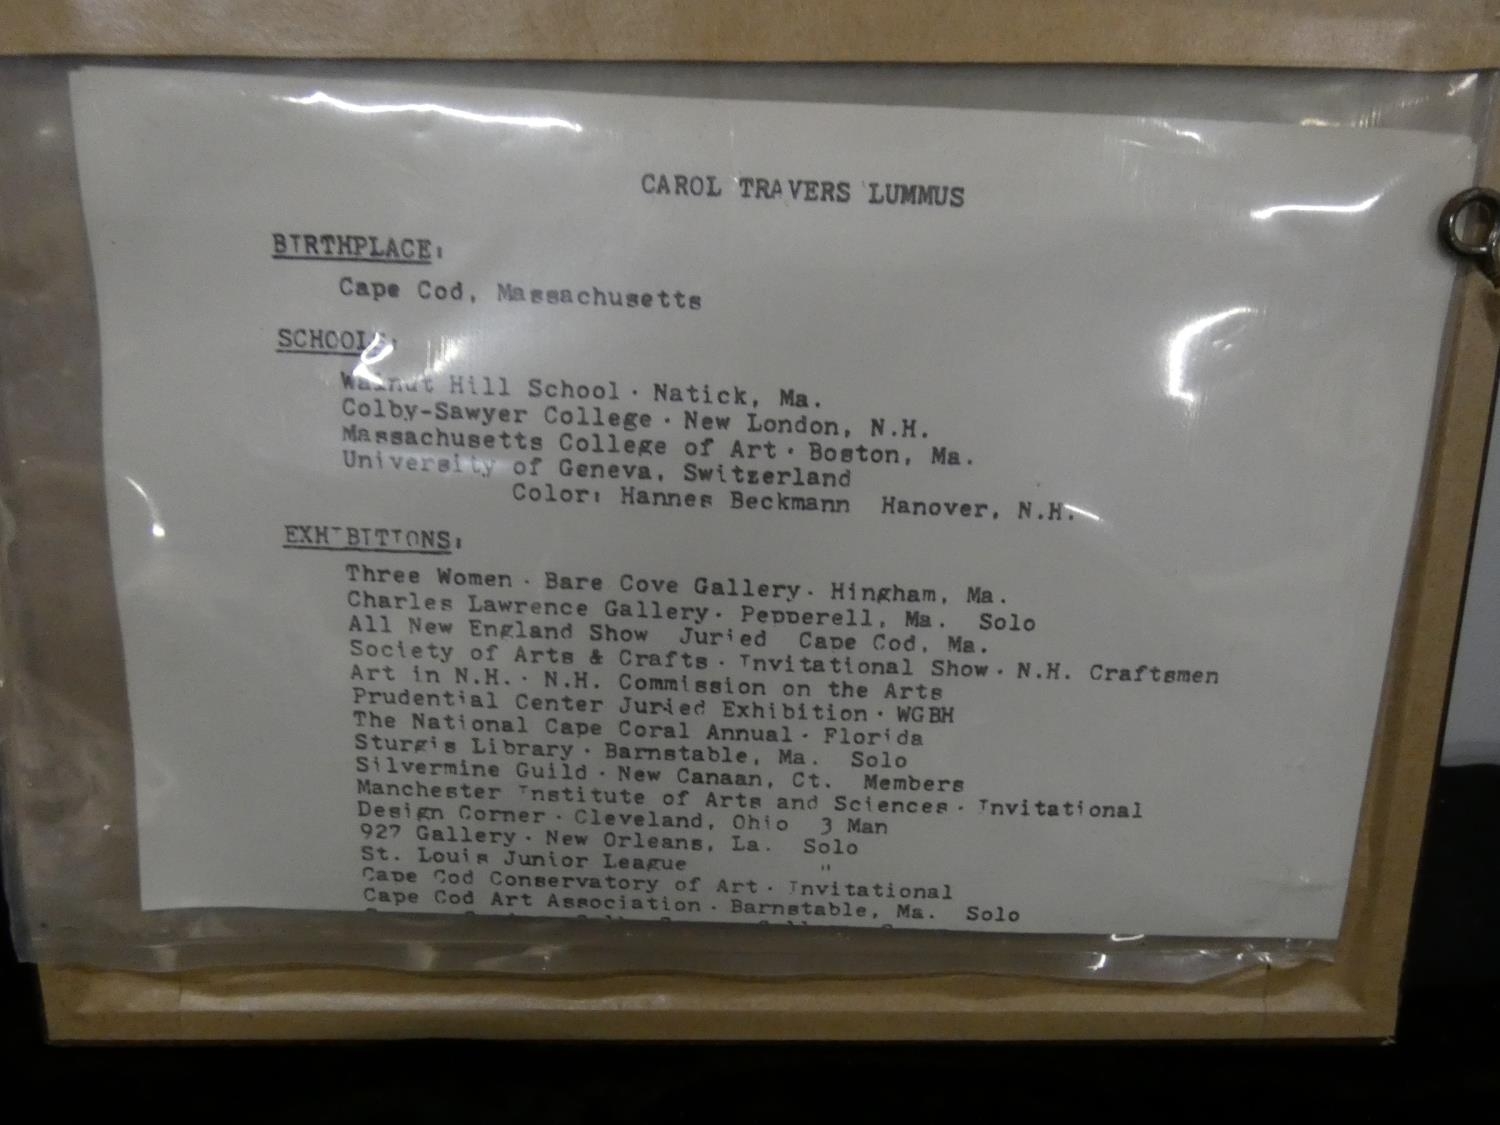 CAROL TRAVERS LUMMUS
BIRTHPLACE:
Cape Cod, Massachusetts
SCHOOLS:
Walnut Hill School · Natick, Ma.
Colby-Sawyer College · New London, N.H.
Massachusetts College of Art · Boston, Ma.
University of Geneva, Switzerland
Color: Hannes Beckmann Hanover, N.H.
EXHIBITIONS:
Three Women · Bare Cove Gallery · Hingham, Ma.
Charles Lawrence Gallery · Pepperell, Ma. Solo
All New England Show Juried Cape Cod, Ma.
Society of Arts & Crafts · Invitational Show · N.H. Craftsmen
Art in N.H. · N.H. Commission on the Arts
Prudential Center Juried Exhibition · WGBH
The National Cape Coral Annual · Florida
Sturgis Library · Barnstable, Ma. Solo
Silvermine Guild · New Canaan, Ct. Members
Manchester Institute of Arts and Sciences · Invitational
Design Corner · Cleveland, Ohio 3 Man
927 Gallery · New Orleans, La. Solo
St. Louis Junior League "
Cape Cod Conservatory of Art · Invitational
Cape Cod Art Association · Barnstable, Ma. Solo